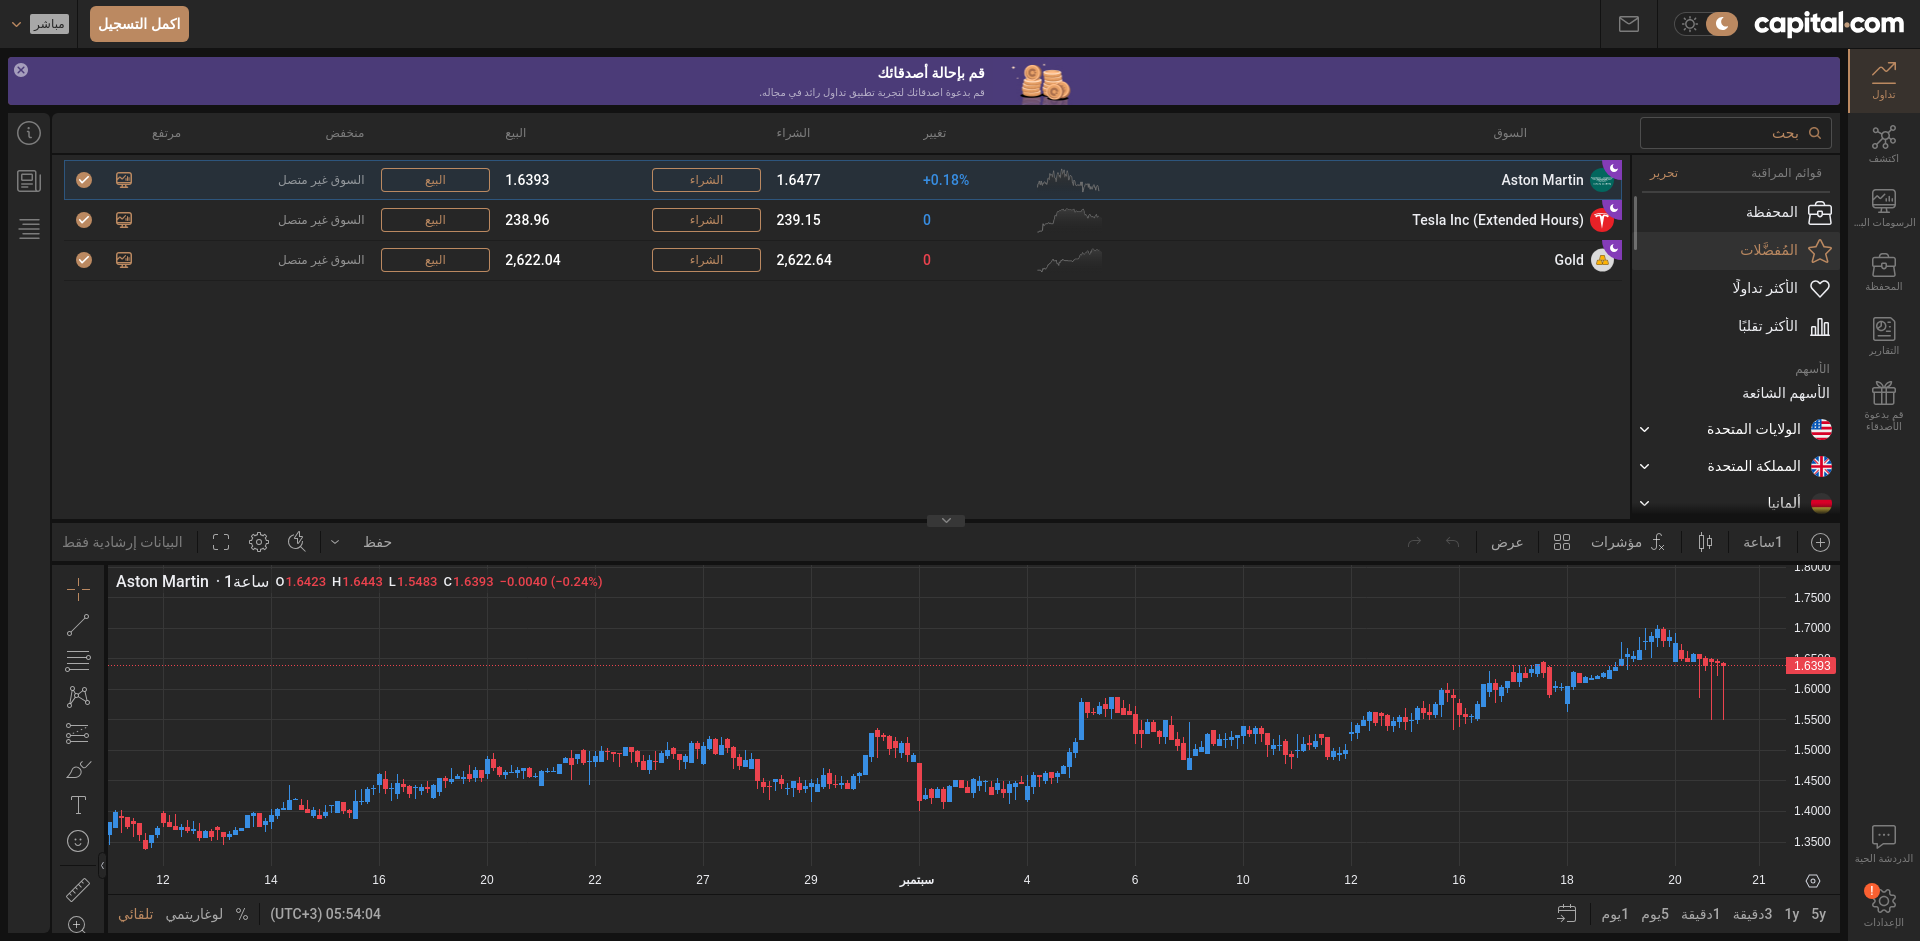 capital.com
اكمل التسجيل
مباشر
قم بإحالة أصدقائك
قم بدعوة اصدقائك لتجربة تطبيق تداول رائد في مجاله.
تداول
اكتشف
الرسومات البـ...
المحفظة
التقارير
قم بدعوة
الأصدقاء
الدردشة الحية
!
الإعدادات
بحث
السوق
تغيير
الشراء
البيع
منخفض
مرتفع
قوائم المراقبة
تحرير
المحفظة
المُفضَّلات
الأكثر تداولًا
الأكثر تقلبًا
الأسهم
الأسهم الشائعة
الولايات المتحدة
المملكة المتحدة
ألمانيا
Aston Martin +0.18% 1.6477 الشراء 1.6393 البيع السوق غير متصل
Tesla Inc (Extended Hours) 0 239.15 الشراء 238.96 البيع السوق غير متصل
Gold 0 2,622.64 الشراء 2,622.04 البيع السوق غير متصل
1ساعة
مؤشرات
عرض
حفظ
البيانات إرشادية فقط
Aston Martin · 1ساعة O1.6423 H1.6443 L1.5483 C1.6393 −0.0040 (−0.24%)
1.8000
1.7500
1.7000
1.6393
1.6000
1.5500
1.5000
1.4500
1.4000
1.3500
12 14 16 20 22 27 29 سبتمبر 4 6 10 12 16 18 20 21
5y 1y 3دقيقة 1دقيقة 5يوم 1يوم
05:54:04 (UTC+3)
% لوغاريتمي تلقائي